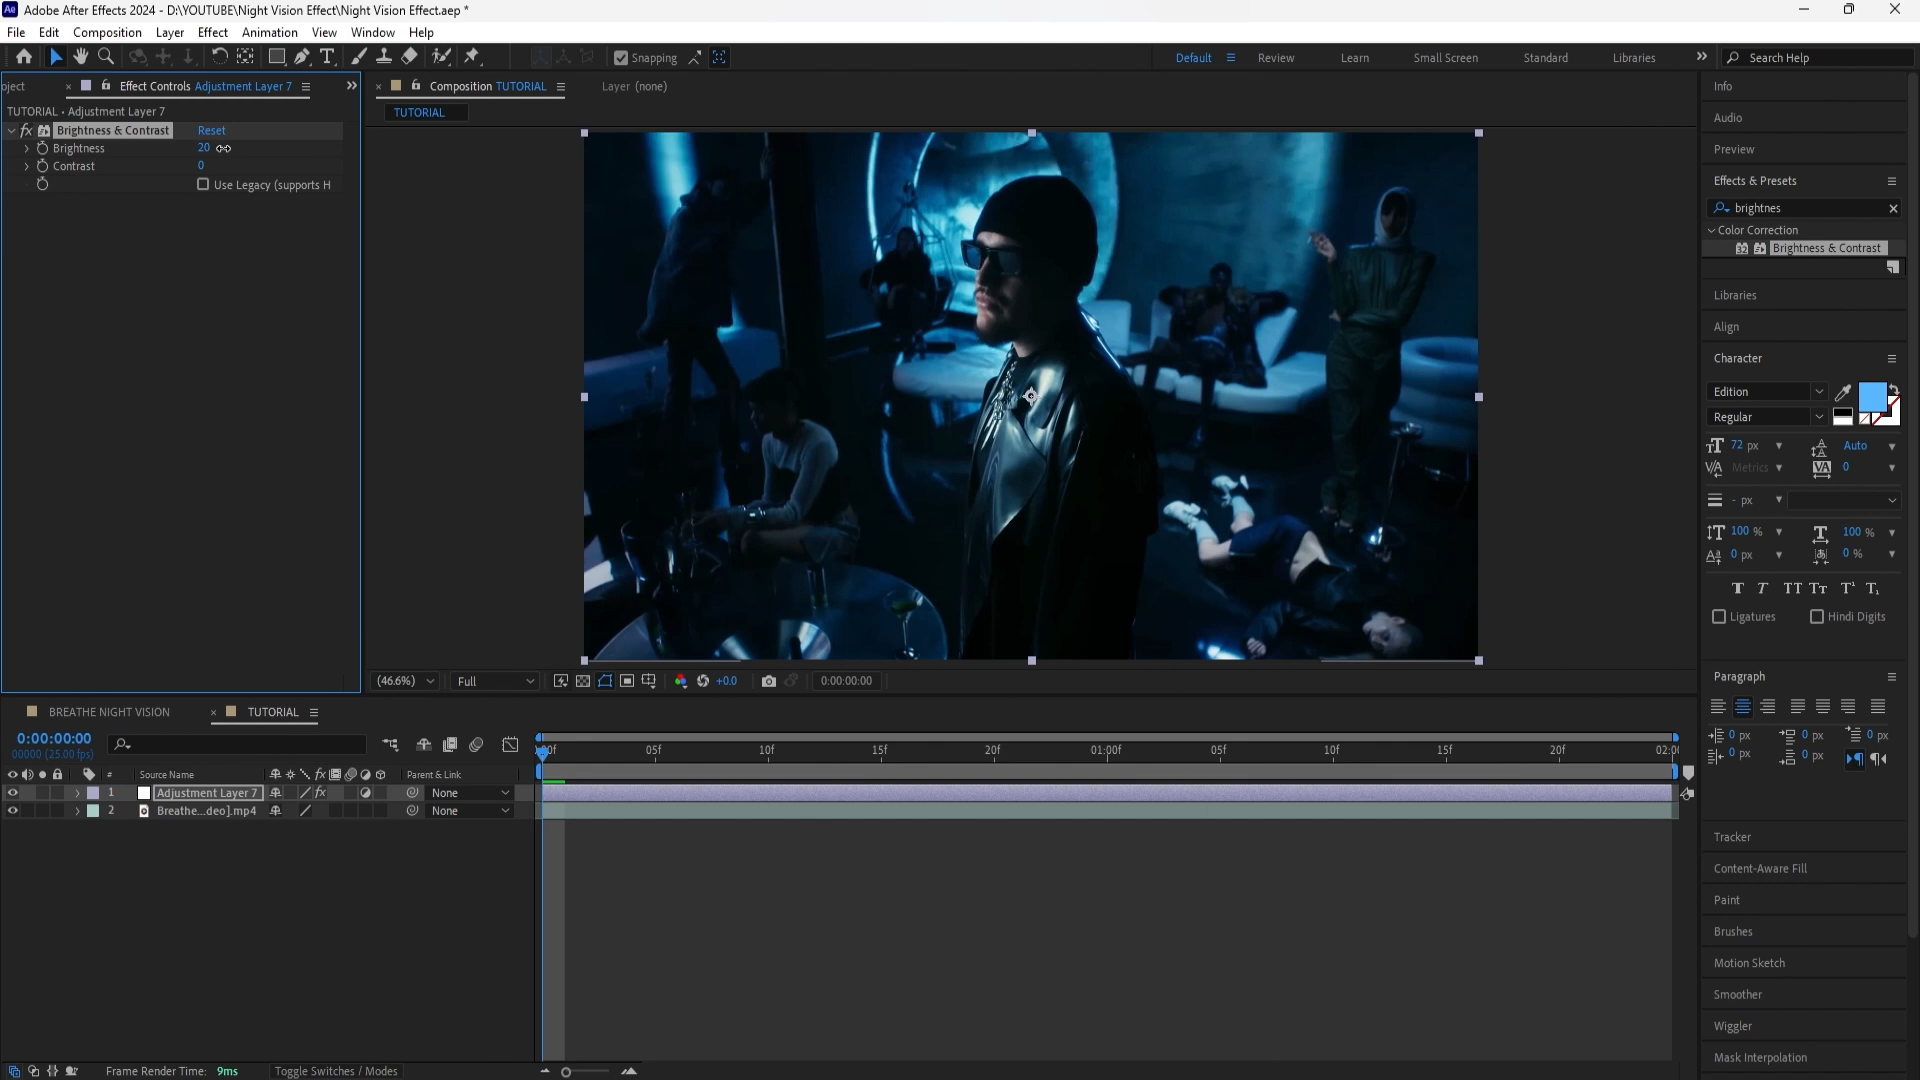 Ae Adobe After Effects 2024 - D:\YOUTUBE\Night Vision Effect\Night Vision Effect.aep *
File Edit Composition Layer Effect Animation View Window Help
Snapping Default Review Learn Small Screen Standard Libraries Search Help
oject Effect Controls Adjustment Layer 7
TUTORIAL • Adjustment Layer 7
fx Brightness & Contrast Reset
Brightness 20
Contrast 0
Use Legacy (supports H
Composition TUTORIAL Layer (none)
TUTORIAL
(46.6%) Full +0.0 0:00:00:00
Info
Audio
Preview
Effects & Presets
brightnes
Color Correction
32 Brightness & Contrast
Libraries
Align
Character
Edition
Regular
72 px Auto
Metrics 0
- px
100 % 100 %
0 px 0 %
Ligatures Hindi Digits
Paragraph
0 px 0 px 0 px
0 px 0 px
Tracker
Content-Aware Fill
Paint
Brushes
Motion Sketch
Smoother
Wiggler
Mask Interpolation
BREATHE NIGHT VISION TUTORIAL
0:00:00:00
00000 (25.00 fps)
# Source Name fx Parent & Link
:00f 05f 10f 15f 20f 01:00f 05f 10f 15f 20f 02:0
1 Adjustment Layer 7 fx None
2 Breathe...deo].mp4 None
Frame Render Time: 9ms Toggle Switches / Modes